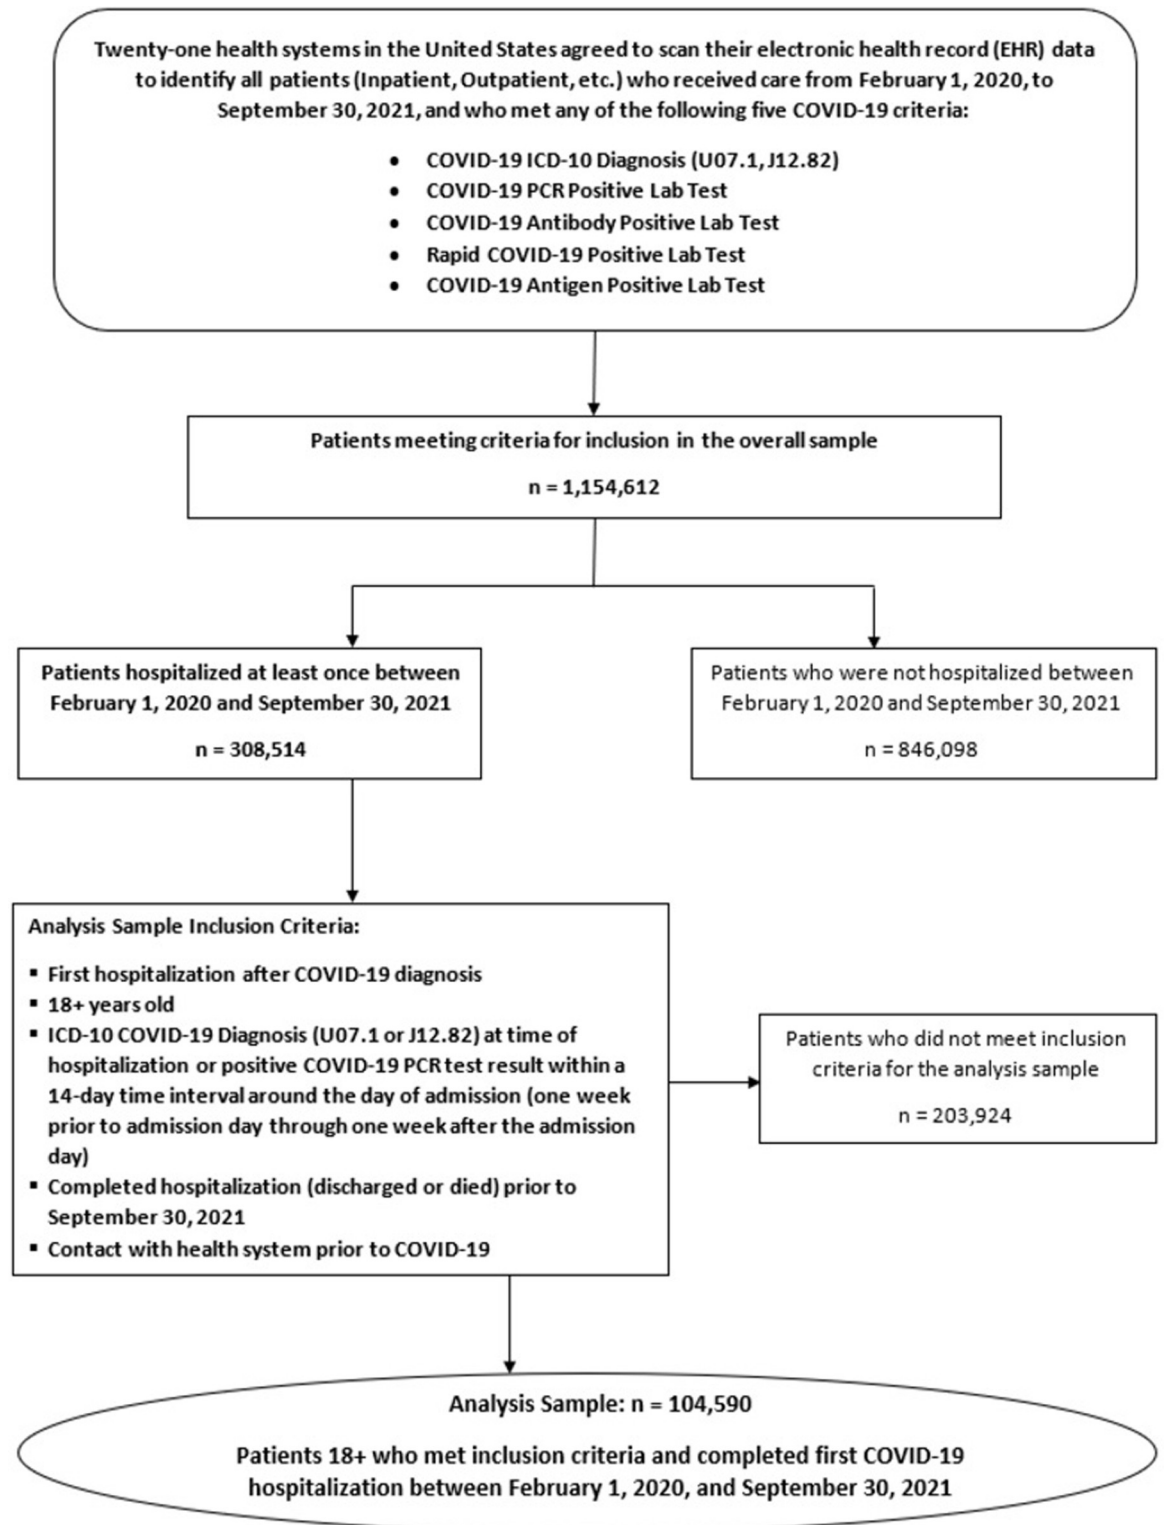 Twenty-one health systems in the United States agreed to scan their electronic health record (EHR) data
to identify all patients (Inpatient, Outpatient, etc.) who received care from February 1, 2020, to
September 30, 2021, and who met any of the following five COVID-19 criteria:
• COVID-19 ICD-10 Diagnosis (U07.1, J12.82)
• COVID-19 PCR Positive Lab Test
• COVID-19 Antibody Positive Lab Test
• Rapid COVID-19 Positive Lab Test
• COVID-19 Antigen Positive Lab Test
Patients meeting criteria for inclusion in the overall sample
n = 1,154,612
Patients hospitalized at least once between
February 1, 2020 and September 30, 2021
n = 308,514
Patients who were not hospitalized between
February 1, 2020 and September 30, 2021
n = 846,098
Analysis Sample Inclusion Criteria:
▪ First hospitalization after COVID-19 diagnosis
▪ 18+ years old
▪ ICD-10 COVID-19 Diagnosis (U07.1 or J12.82) at time of
hospitalization or positive COVID-19 PCR test result within a
14-day time interval around the day of admission (one week
prior to admission day through one week after the admission
day)
▪ Completed hospitalization (discharged or died) prior to
September 30, 2021
▪ Contact with health system prior to COVID-19
Patients who did not meet inclusion
criteria for the analysis sample
n = 203,924
Analysis Sample: n = 104,590
Patients 18+ who met inclusion criteria and completed first COVID-19
hospitalization between February 1, 2020, and September 30, 2021